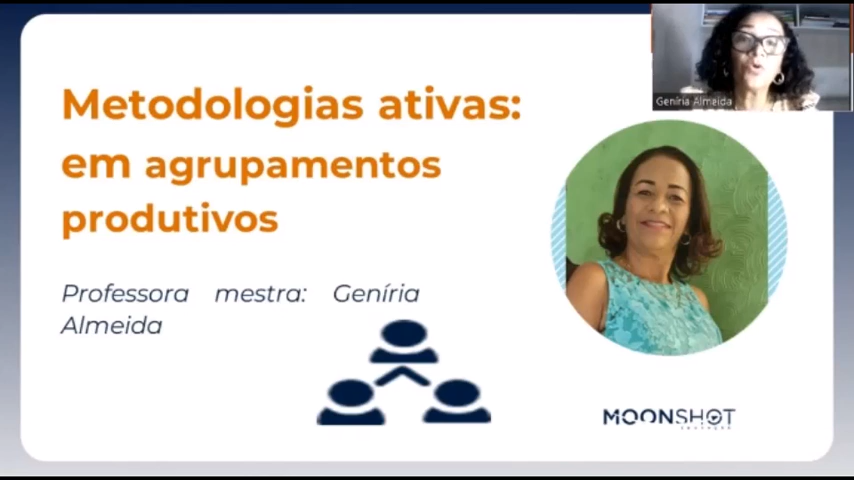 Geníria Almeida
Metodologias ativas:
em agrupamentos
produtivos
Professora mestra: Geníria
Almeida
MOONSHOT